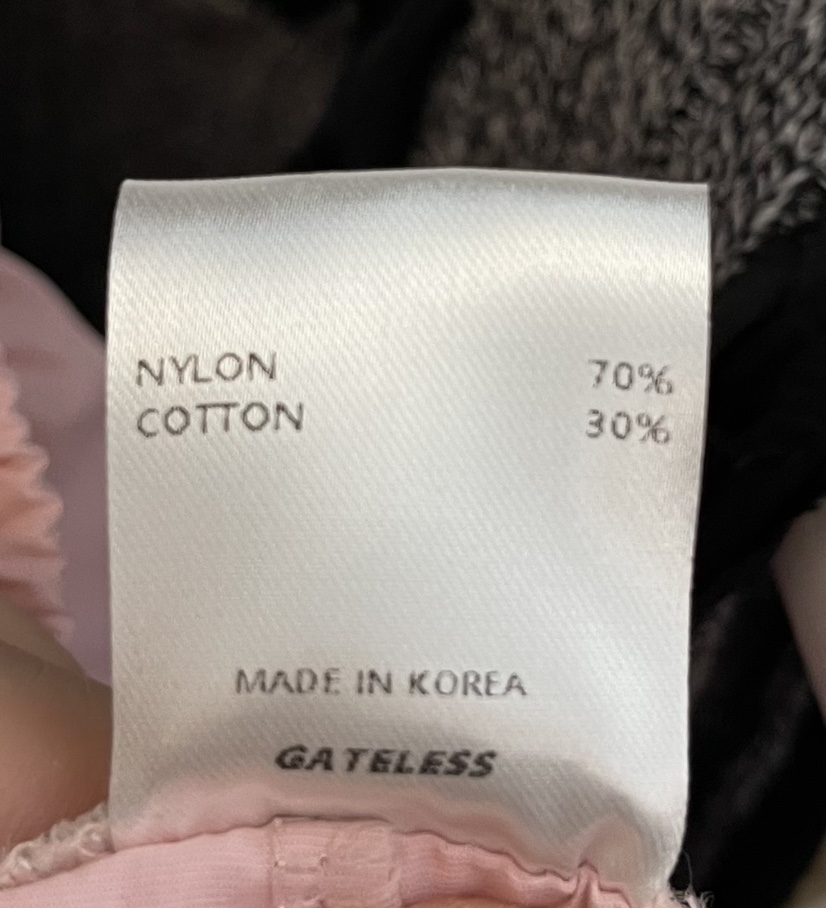 NYLON 70%
COTTON 30%
MADE IN KOREA
GATELESS